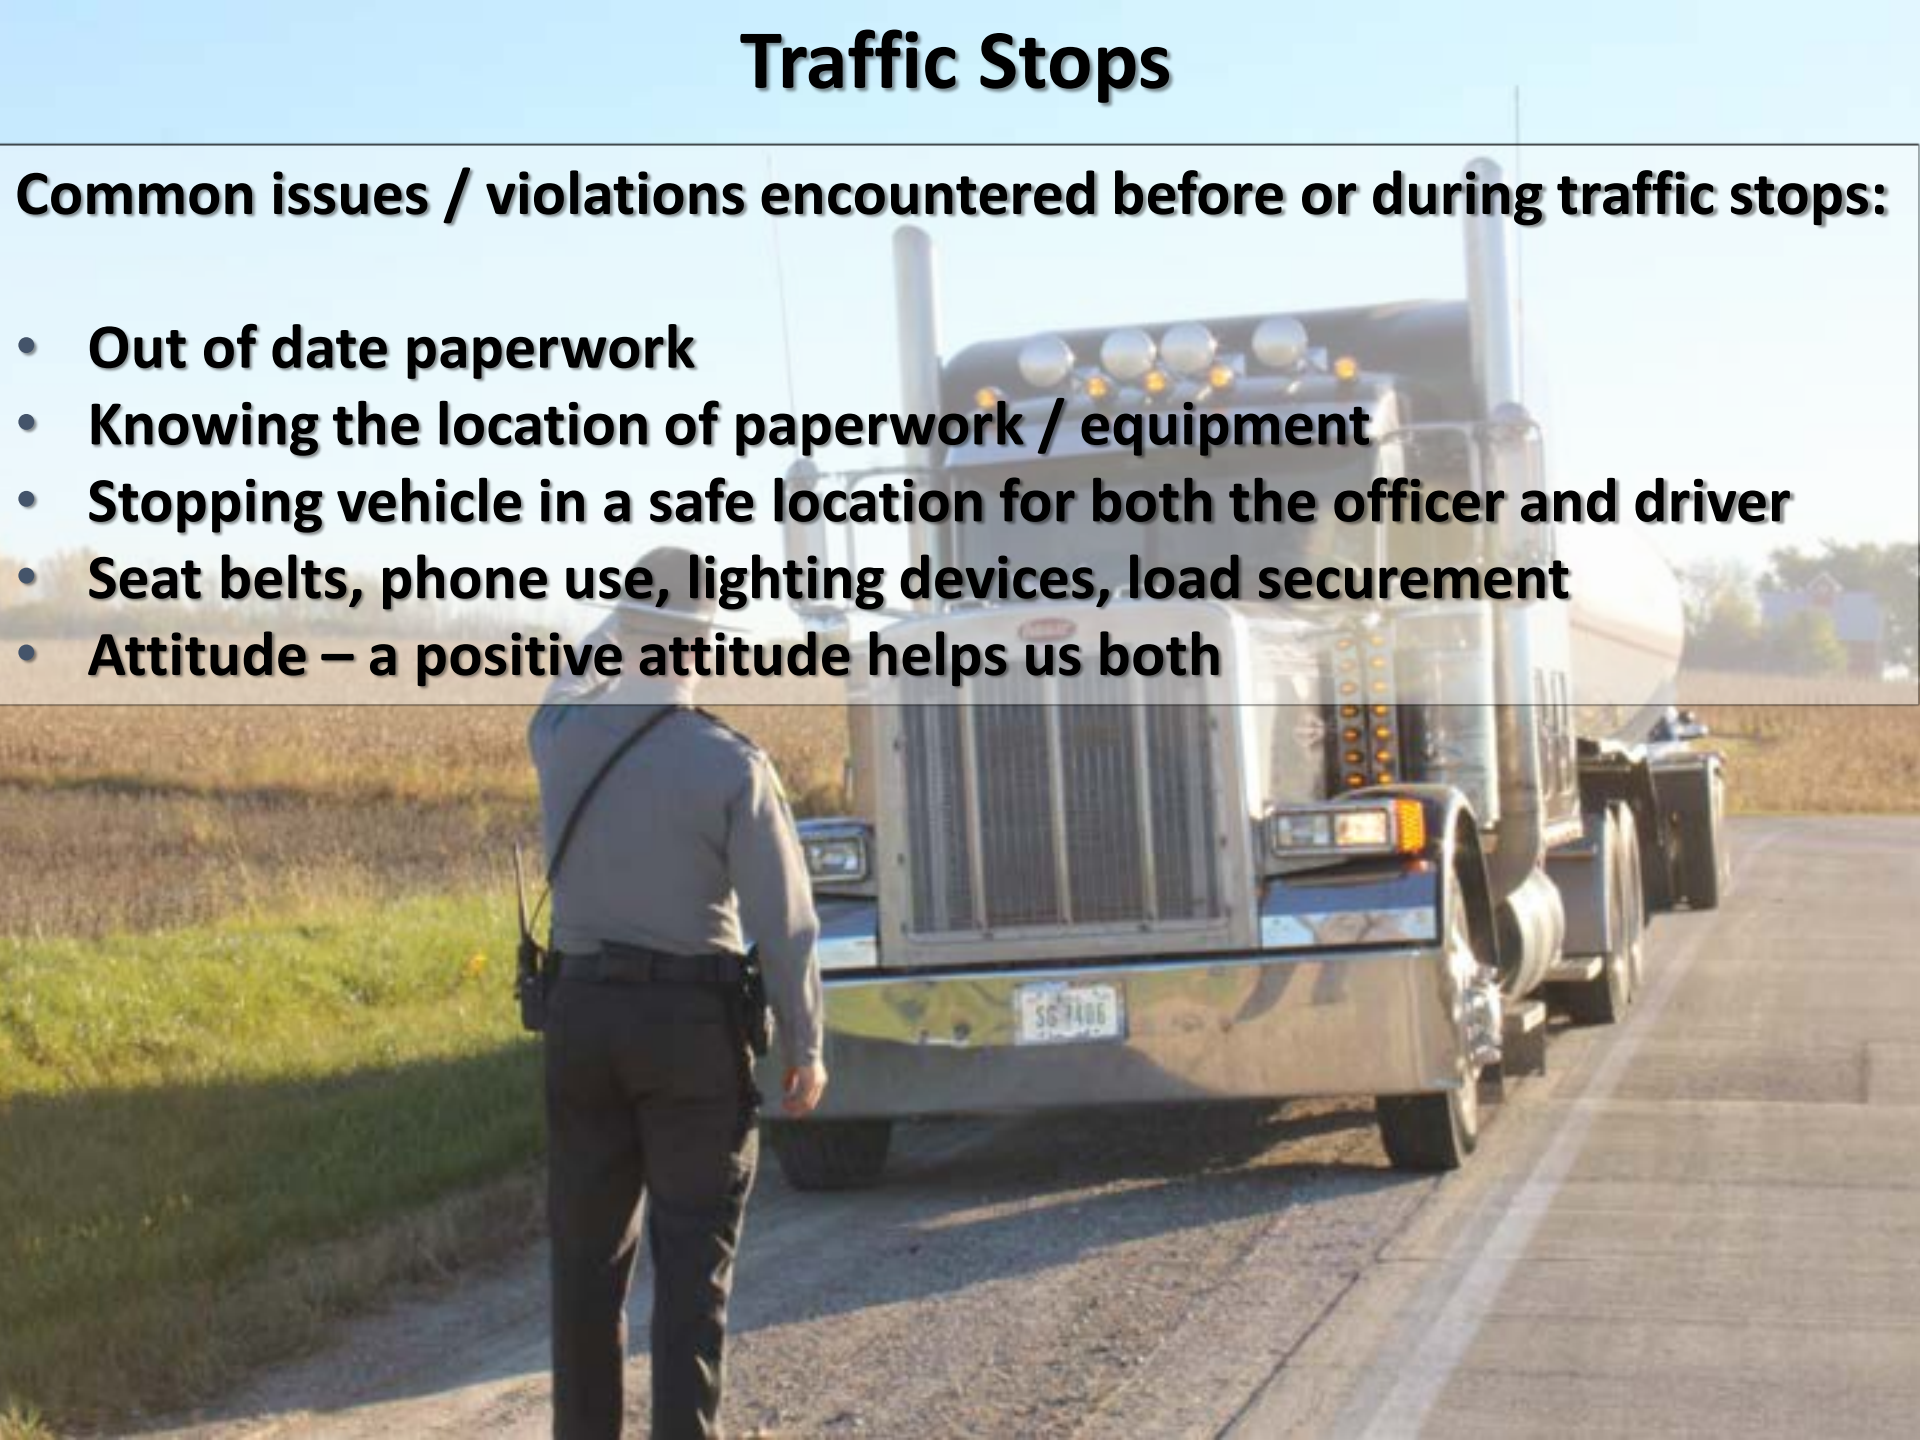 Traffic Stops
Common issues / violations encountered before or during traffic stops:
• Out of date paperwork
• Knowing the location of paperwork / equipment
• Stopping vehicle in a safe location for both the officer and driver
• Seat belts, phone use, lighting devices, load securement
• Attitude – a positive attitude helps us both